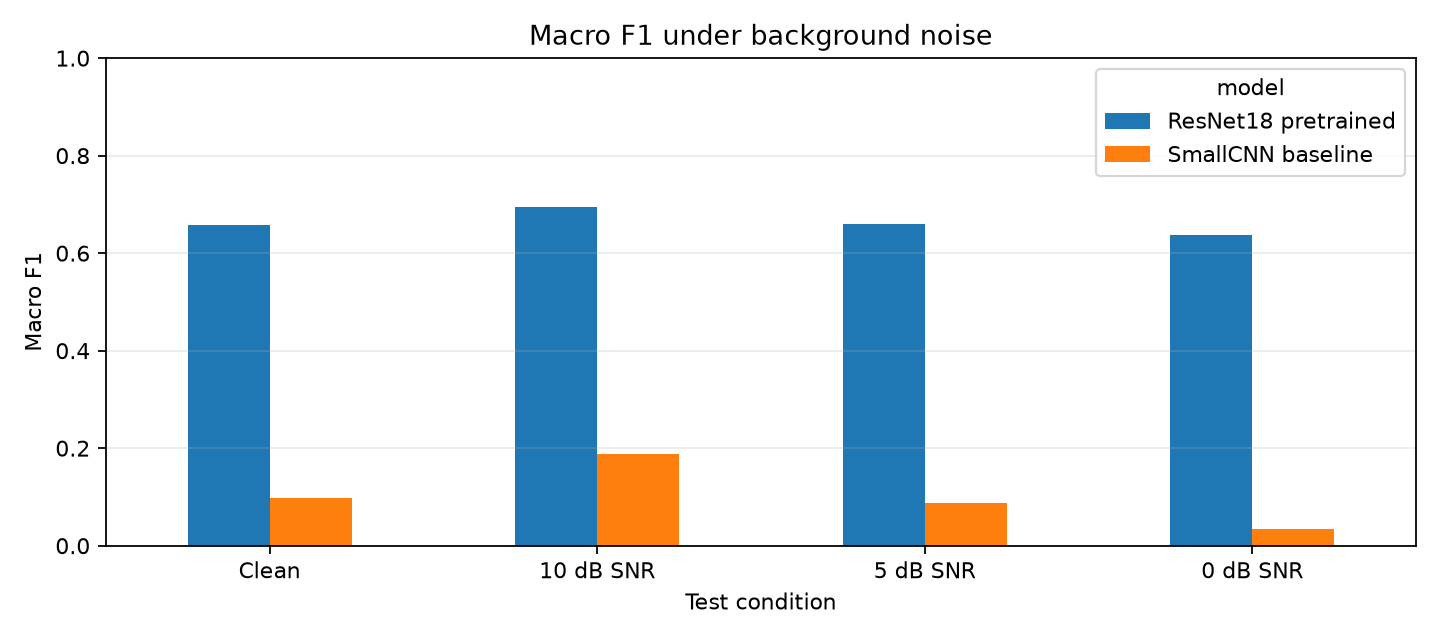 Macro F1 under background noise
model
ResNet18 pretrained
SmallCNN baseline
Macro F1
1.0
0.8
0.6
0.4
0.2
0.0
Clean
10 dB SNR
5 dB SNR
0 dB SNR
Test condition